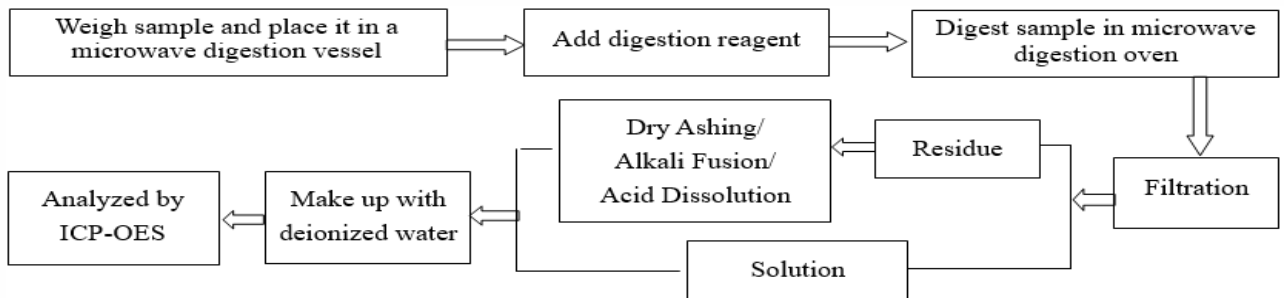 Weigh sample and place it in a
microwave digestion vessel
Add digestion reagent
Digest sample in microwave
digestion oven
Filtration
Residue
Dry Ashing/
Alkali Fusion/
Acid Dissolution
Solution
Make up with
deionized water
Analyzed by
ICP-OES